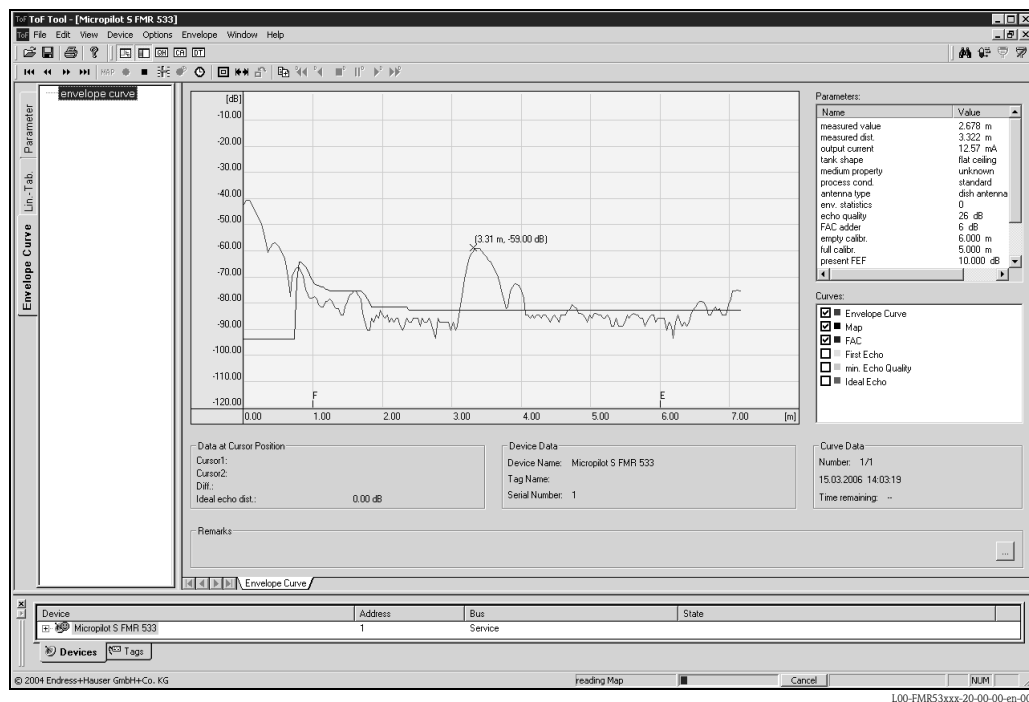 ToF Tool - [Micropilot S FMR 533]
File Edit View Device Options Envelope Window Help
MAP
Parameter
Lin.-Tab.
Envelope Curve
envelope curve
[dB]
-10.00
-20.00
-30.00
-40.00
-50.00
-60.00
-70.00
-80.00
-90.00
-100.00
-110.00
-120.00
(3.31 m, -59.00 dB)
F
E
0.00 1.00 2.00 3.00 4.00 5.00 6.00 7.00 [m]
Parameters:
Name Value
measured value 2.678 m
measured dist. 3.322 m
output current 12.57 mA
tank shape flat ceiling
medium property unknown
process cond. standard
antenna type dish antenna
env. statistics 0
echo quality 26 dB
FAC adder 6 dB
empty calibr. 6.000 m
full calibr. 5.000 m
present FEF 10.000 dB
Curves:
Envelope Curve
Map
FAC
First Echo
min. Echo Quality
Ideal Echo
Data at Cursor Position
Cursor1:
Cursor2:
Diff.:
Ideal echo dist.: 0.00 dB
Device Data
Device Name: Micropilot S FMR 533
Tag Name:
Serial Number: 1
Curve Data
Number: 1/1
15.03.2006 14:03:19
Time remaining: --
Remarks
...
Envelope Curve
Device Address Bus State
Micropilot S FMR 533 1 Service
Devices Tags
© 2004 Endress+Hauser GmbH+Co. KG reading Map Cancel NUM
L00-FMR53xxx-20-00-00-en-00